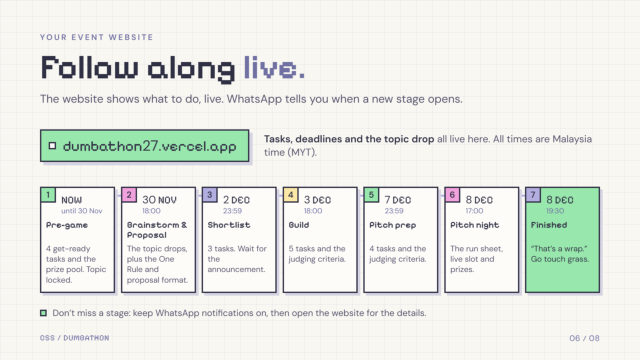 YOUR EVENT WEBSITE
Follow along live.
The website shows what to do, live. WhatsApp tells you when a new stage opens.
dumbathon27.vercel.app
Tasks, deadlines and the topic drop all live here. All times are Malaysia
time (MYT).
1
NOW
until 30 Nov
Pre-game
4 get-ready
tasks and the
prize pool. Topic
locked.
2
30 NOV
18:00
Brainstorm &
Proposal
The topic drops,
plus the One
Rule and
proposal format.
3
2 DEC
23:59
Shortlist
3 tasks. Wait for
the
announcement.
4
3 DEC
18:00
Build
5 tasks and the
judging criteria.
5
7 DEC
23:59
Pitch prep
4 tasks and the
judging criteria.
6
8 DEC
17:00
Pitch night
The run sheet,
live slot and
prizes.
7
8 DEC
19:30
Finished
“That’s a wrap.”
Go touch grass.
Don’t miss a stage: keep WhatsApp notifications on, then open the website for the details.
OSS / DUMBATHON
06 / 08